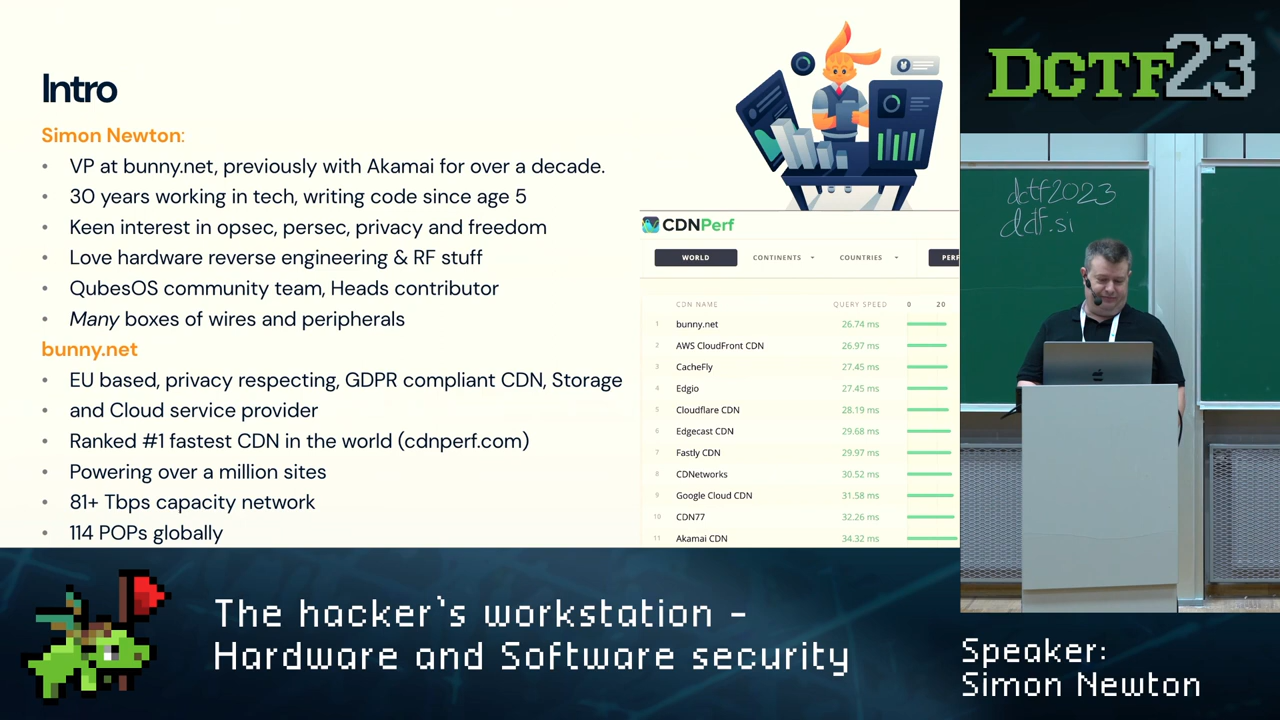 Intro
Simon Newton:
• VP at bunny.net, previously with Akamai for over a decade.
• 30 years working in tech, writing code since age 5
• Keen interest in opsec, persec, privacy and freedom
• Love hardware reverse engineering & RF stuff
• QubesOS community team, Heads contributor
• Many boxes of wires and peripherals
bunny.net
• EU based, privacy respecting, GDPR compliant CDN, Storage
• and Cloud service provider
• Ranked #1 fastest CDN in the world (cdnperf.com)
• Powering over a million sites
• 81+ Tbps capacity network
• 114 POPs globally
CDNPerf
WORLD CONTINENTS COUNTRIES PERF
CDN NAME QUERY SPEED 0 20
1 bunny.net 26.74 ms
2 AWS CloudFront CDN 26.97 ms
3 CacheFly 27.45 ms
4 Edgio 27.45 ms
5 Cloudflare CDN 28.19 ms
6 Edgecast CDN 29.68 ms
7 Fastly CDN 29.97 ms
8 CDNetworks 30.52 ms
9 Google Cloud CDN 31.58 ms
10 CDN77 32.26 ms
11 Akamai CDN 34.32 ms
DCTF23
dctf2023
dctf.si
The hacker`s workstation -
Hardware and Software security
Speaker:
Simon Newton